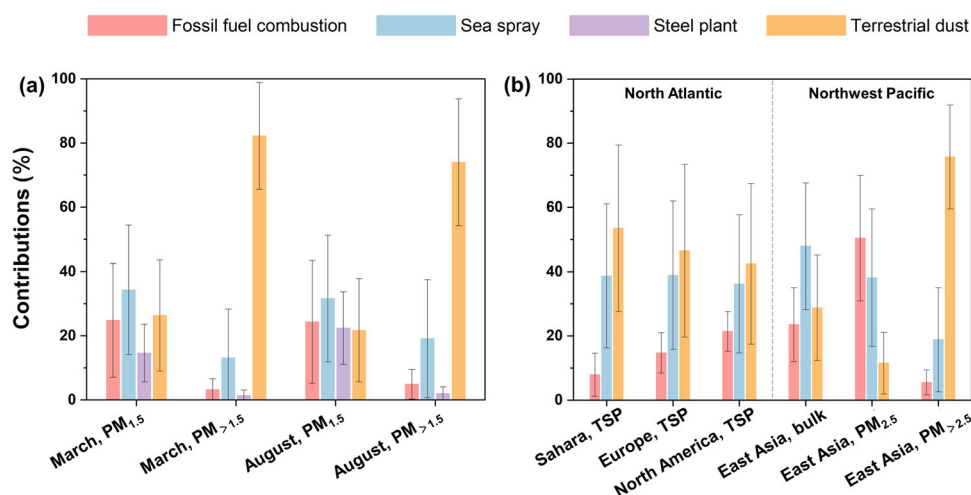 Fossil fuel combustion Sea spray Steel plant Terrestrial dust
(a)
Contributions (%)
100
80
60
40
20
0
March, PM1.5
March, PM>1.5
August, PM1.5
August, PM>1.5
(b)
North Atlantic Northwest Pacific
100
80
60
40
20
0
Sahara, TSP
Europe, TSP
North America, TSP
East Asia, bulk
East Asia, PM2.5
East Asia, PM>2.5